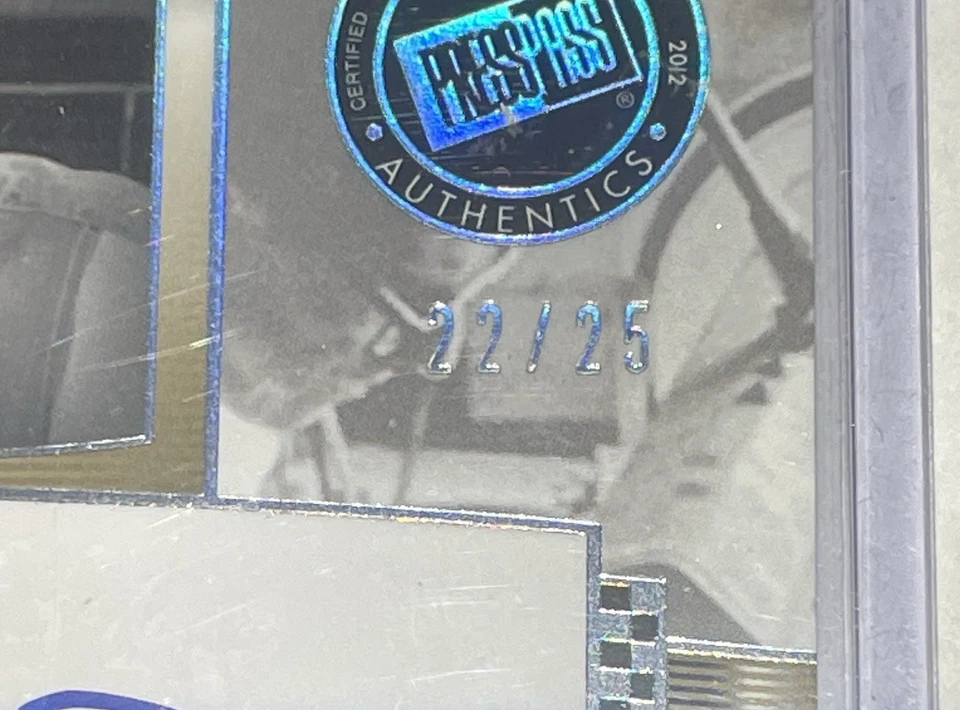 CERTIFIED
PRESS PASS
®
2012
AUTHENTICS
22/25